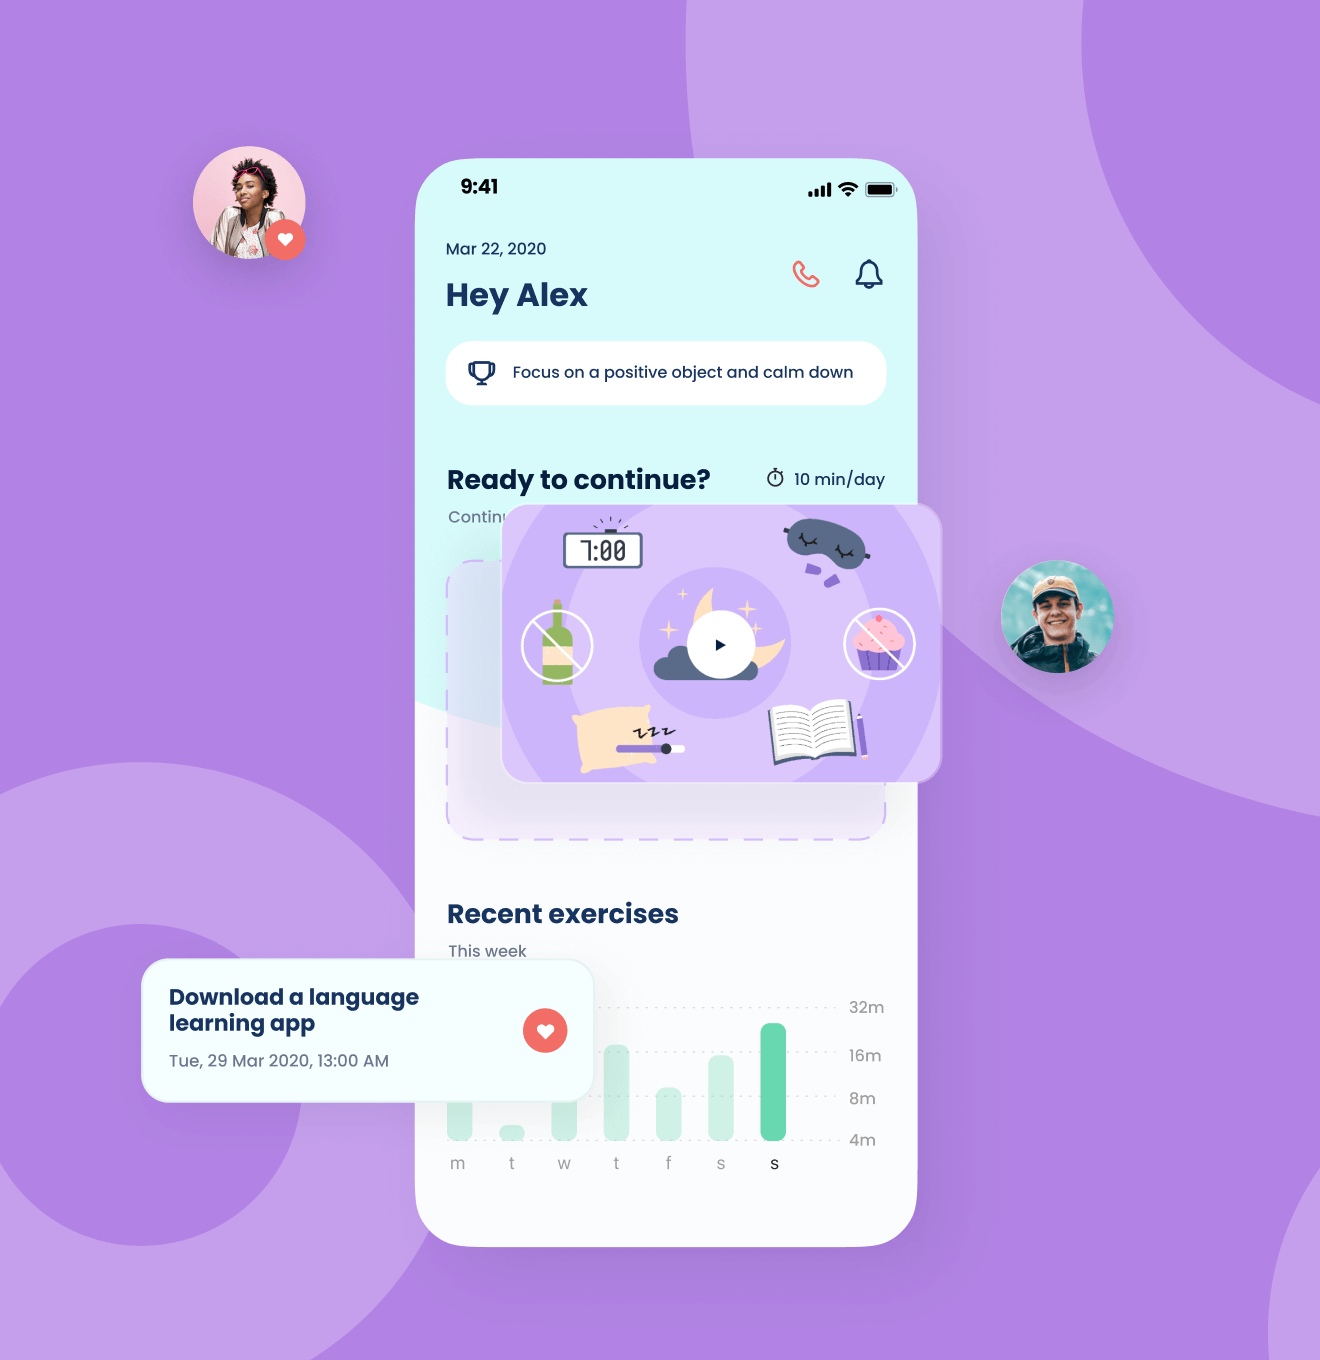 9:41
Mar 22, 2020
Hey Alex
Focus on a positive object and calm down
Ready to continue?
10 min/day
7:00
zzz
Recent exercises
This week
Download a language
learning app
Tue, 29 Mar 2020, 13:00 AM
32m
16m
8m
4m
m t w t f s s